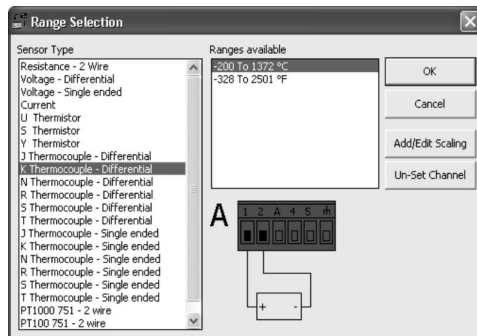 Range Selection
Sensor Type
Resistance - 2 Wire
Voltage - Differential
Voltage - Single ended
Current
U Thermistor
S Thermistor
Y Thermistor
J Thermocouple - Differential
K Thermocouple - Differential
N Thermocouple - Differential
R Thermocouple - Differential
S Thermocouple - Differential
T Thermocouple - Differential
J Thermocouple - Single ended
K Thermocouple - Single ended
N Thermocouple - Single ended
R Thermocouple - Single ended
S Thermocouple - Single ended
T Thermocouple - Single ended
PT1000 751 - 2 wire
PT100 751 - 2 wire
Ranges available
-200 To 1372 °C
-328 To 2501 °F
OK
Cancel
Add/Edit Scaling
Un-Set Channel
A
1 2 A 4 5
+ -